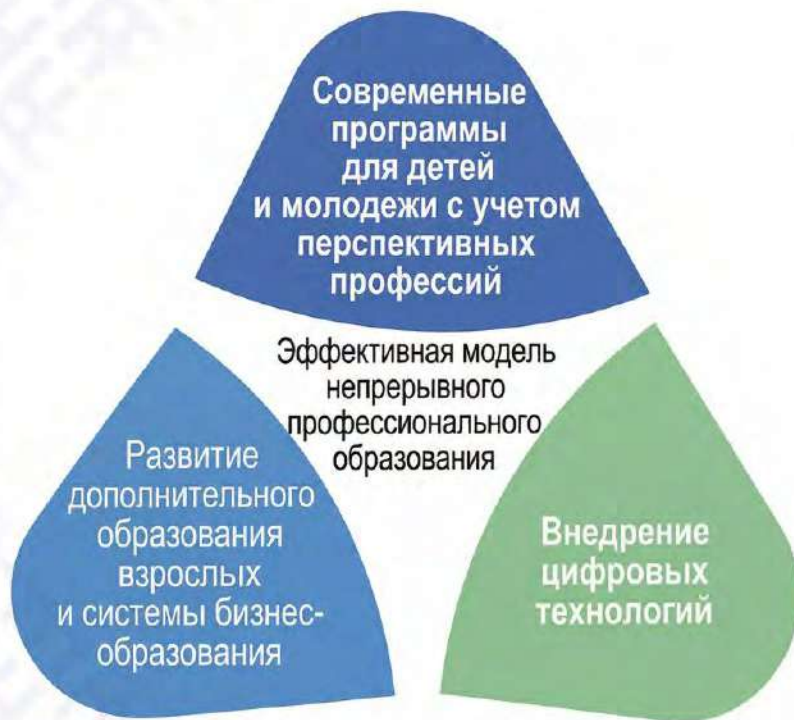 Современные
программы
для детей
и молодежи с учетом
перспективных
профессий
Эффективная модель
непрерывного
профессионального
образования
Развитие
дополнительного
образования
взрослых
и системы бизнес-
образования
Внедрение
цифровых
технологий